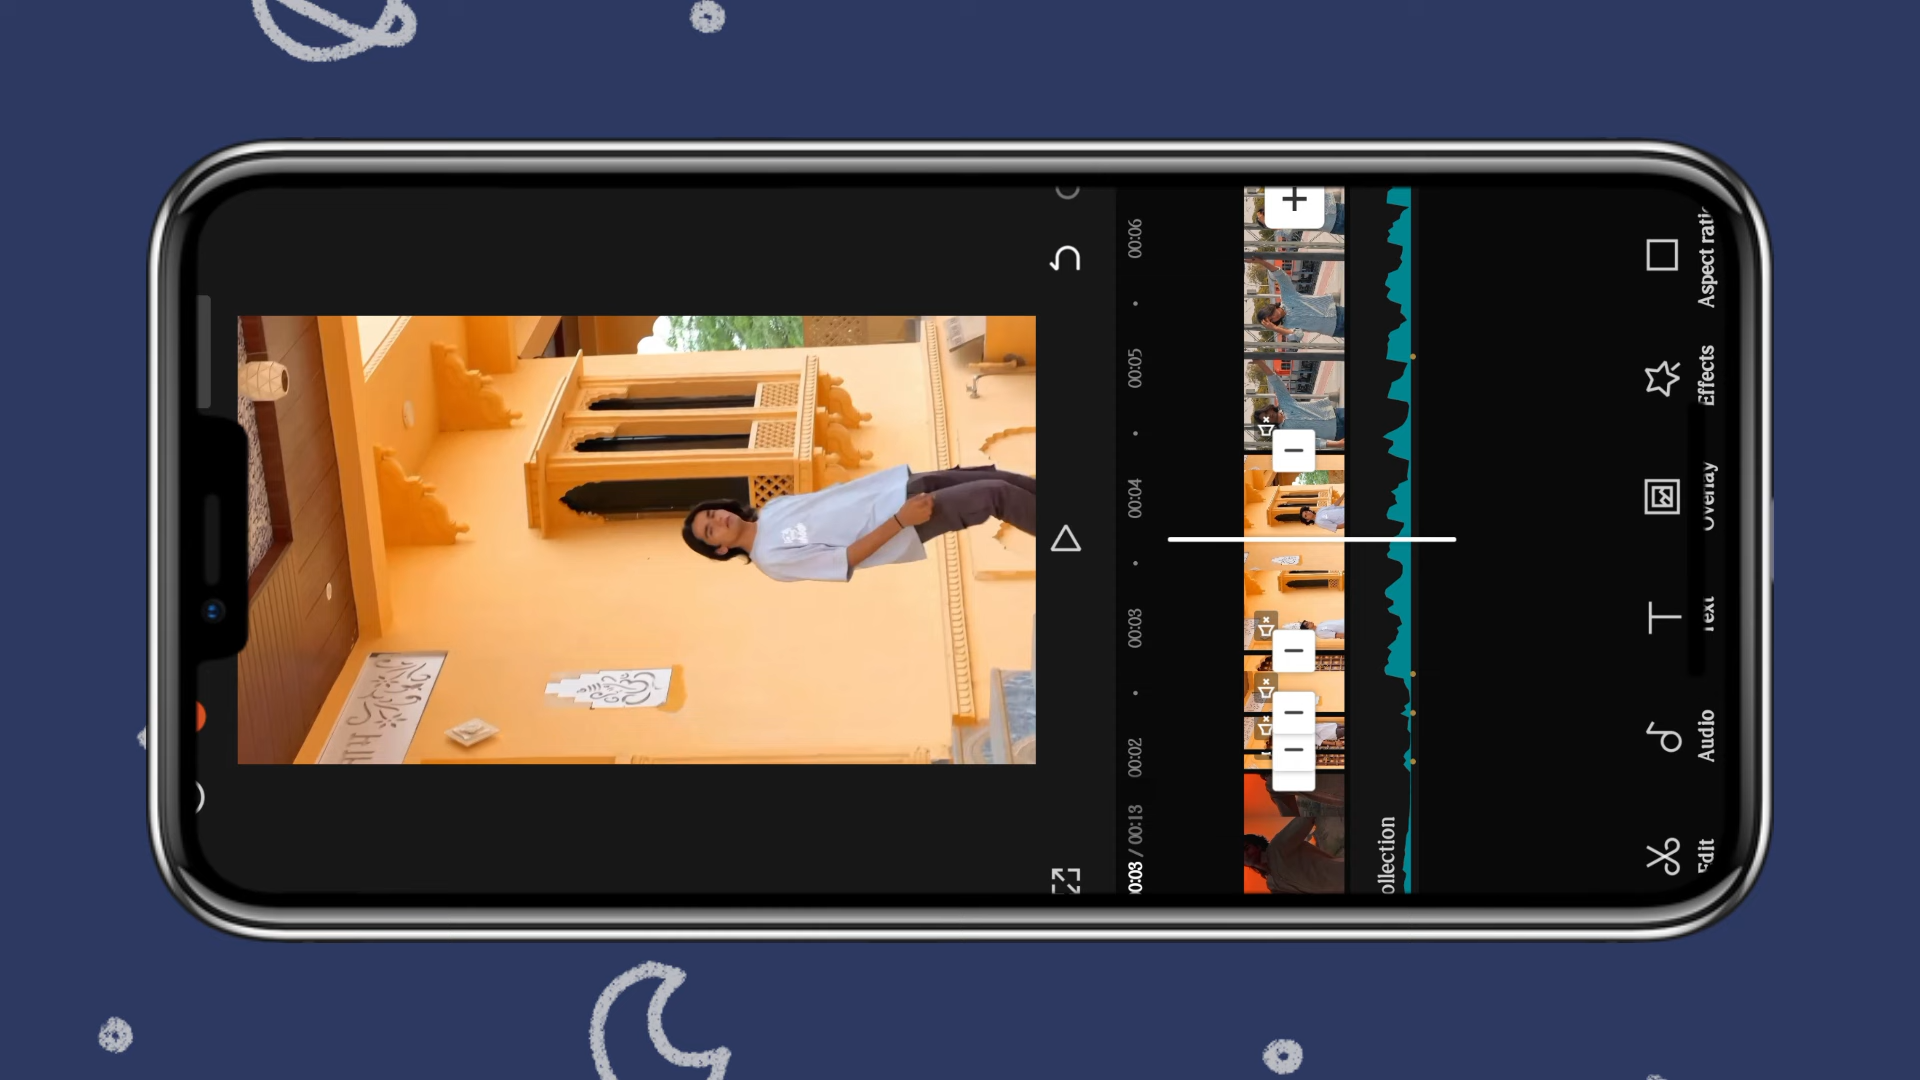 0:03 / 00:13
00:02
00:03
00:04
00:05
00:06
ollection
Edit
Audio
Text
Overlay
Effects
Aspect rati